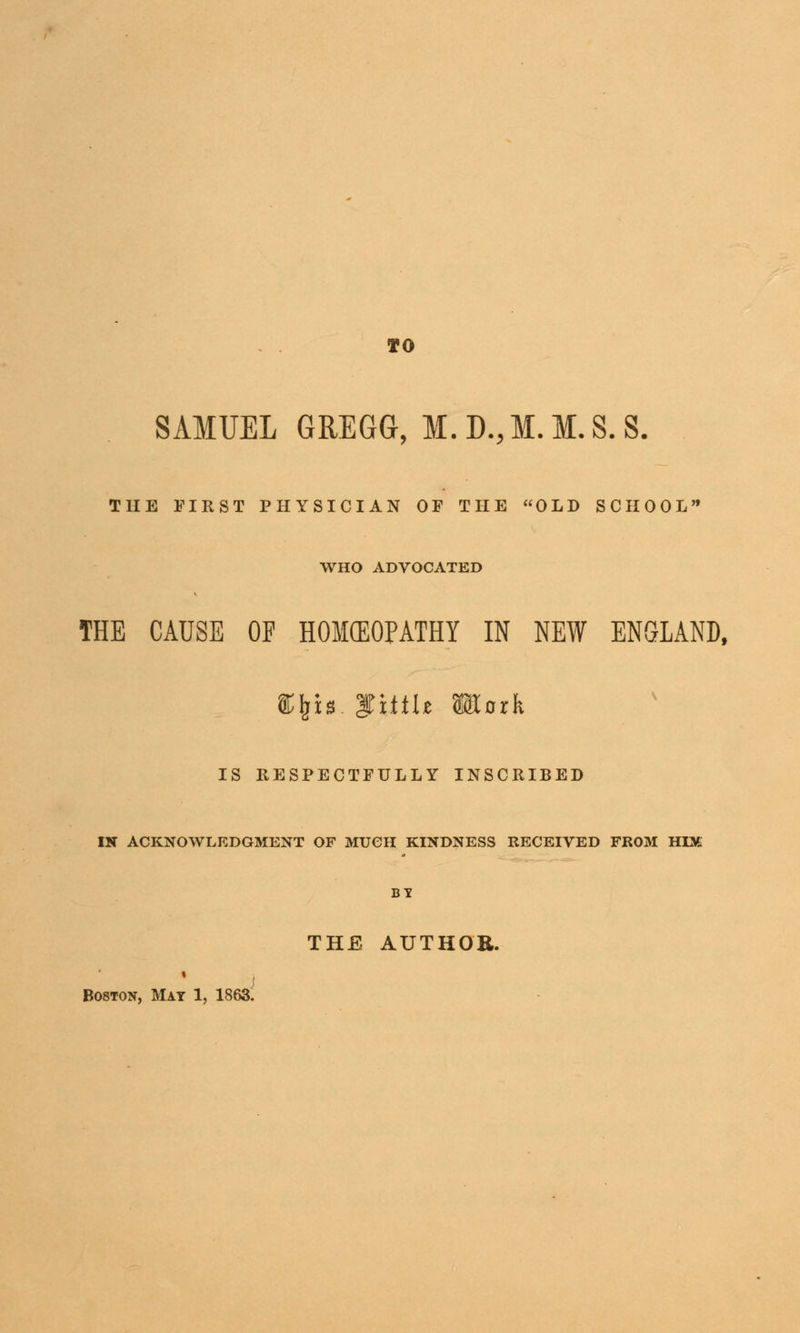 TO
SAMUEL GREGG, M. D., M. M. S. S.
THE FIRST PHYSICIAN OF THE "OLD SCHOOL"
WHO ADVOCATED
THE CAUSE OF HOMŒOPATHY IN NEW ENGLAND,
This Little Work
IS RESPECTFULLY INSCRIBED
IN ACKNOWLEDGMENT OF MUCH KINDNESS RECEIVED FROM HIM
BY
THE AUTHOR.
BOSTON, MAY 1, 1863.